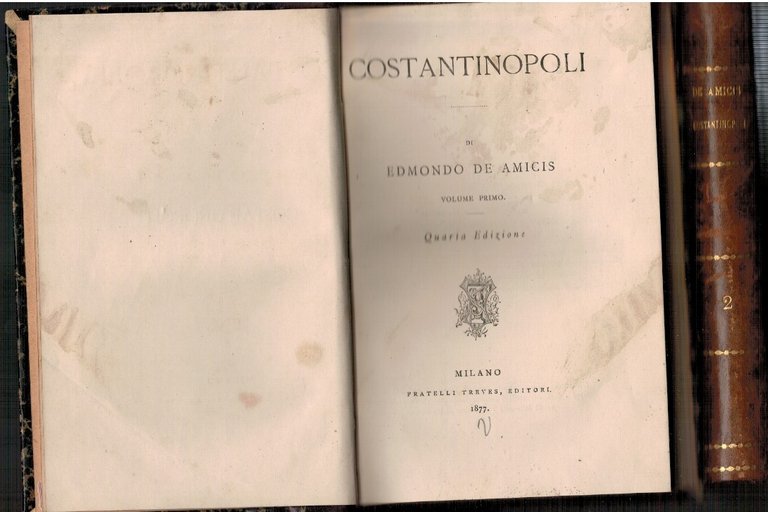 COSTANTINOPOLI
DI
EDMONDO DE AMICIS
VOLUME PRIMO.
Quarta Edizione
MILANO
FRATELLI TREVES, EDITORI.
1877.
DE AMICIS
COSTANTINOPOLI
2